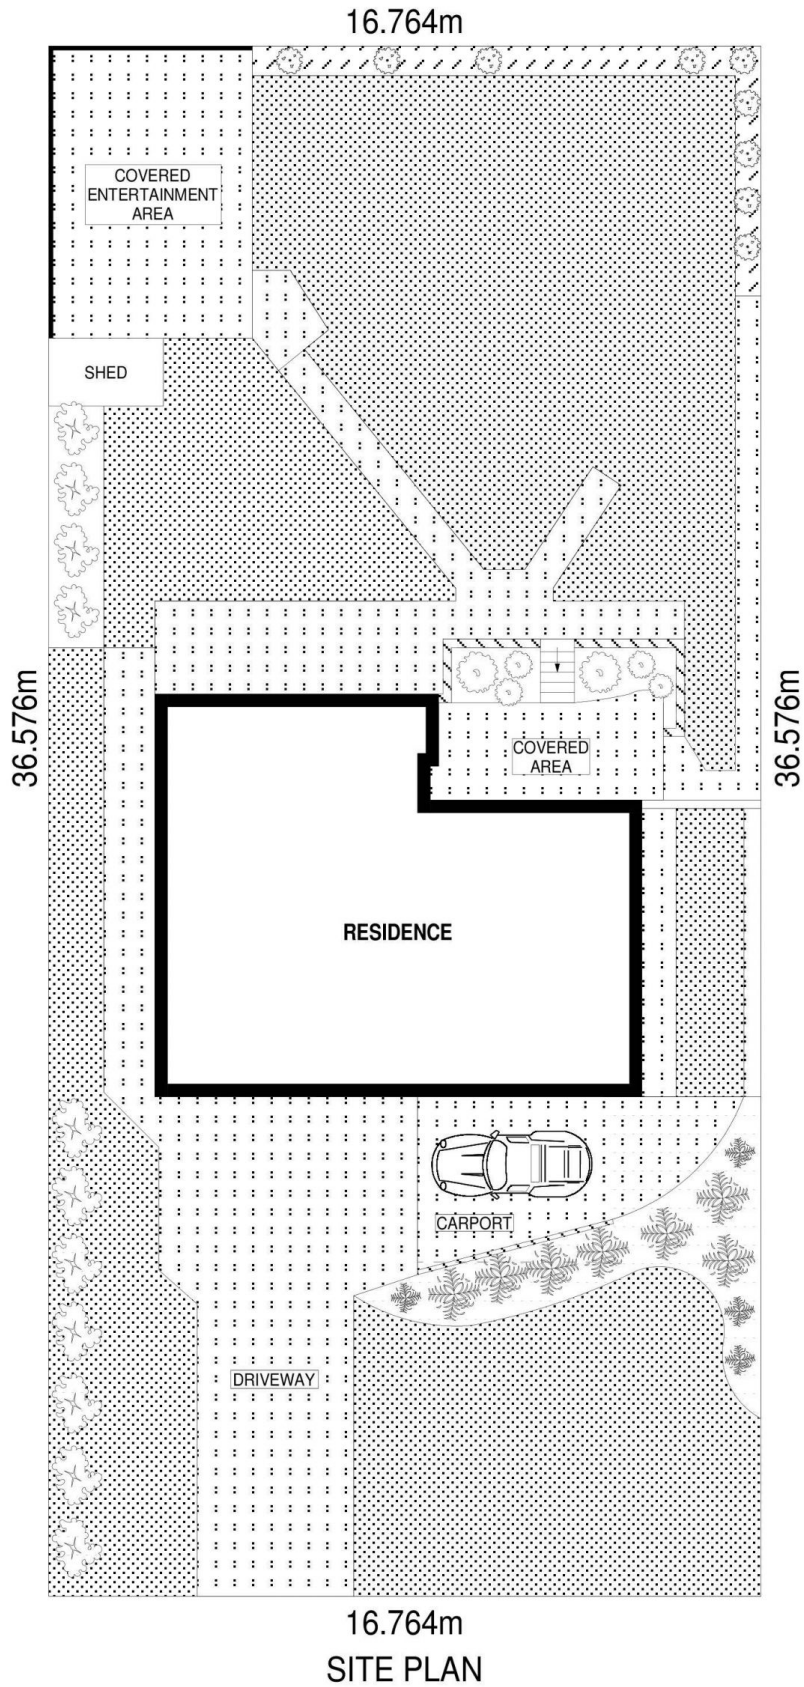 16.764m
COVERED
ENTERTAINMENT
AREA
SHED
36.576m
36.576m
COVERED
AREA
RESIDENCE
CARPORT
DRIVEWAY
16.764m
SITE PLAN